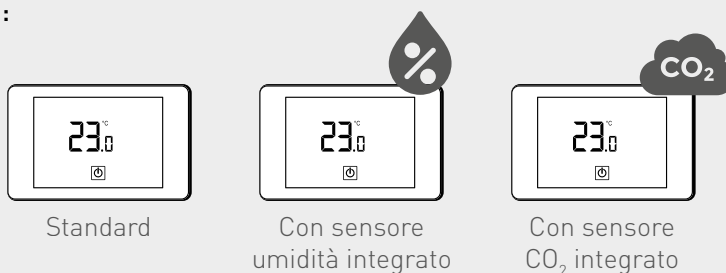 :
%
CO₂
23.0 °C
23.0 °C
23.0 °C
Standard
Con sensore
umidità integrato
Con sensore
CO₂ integrato